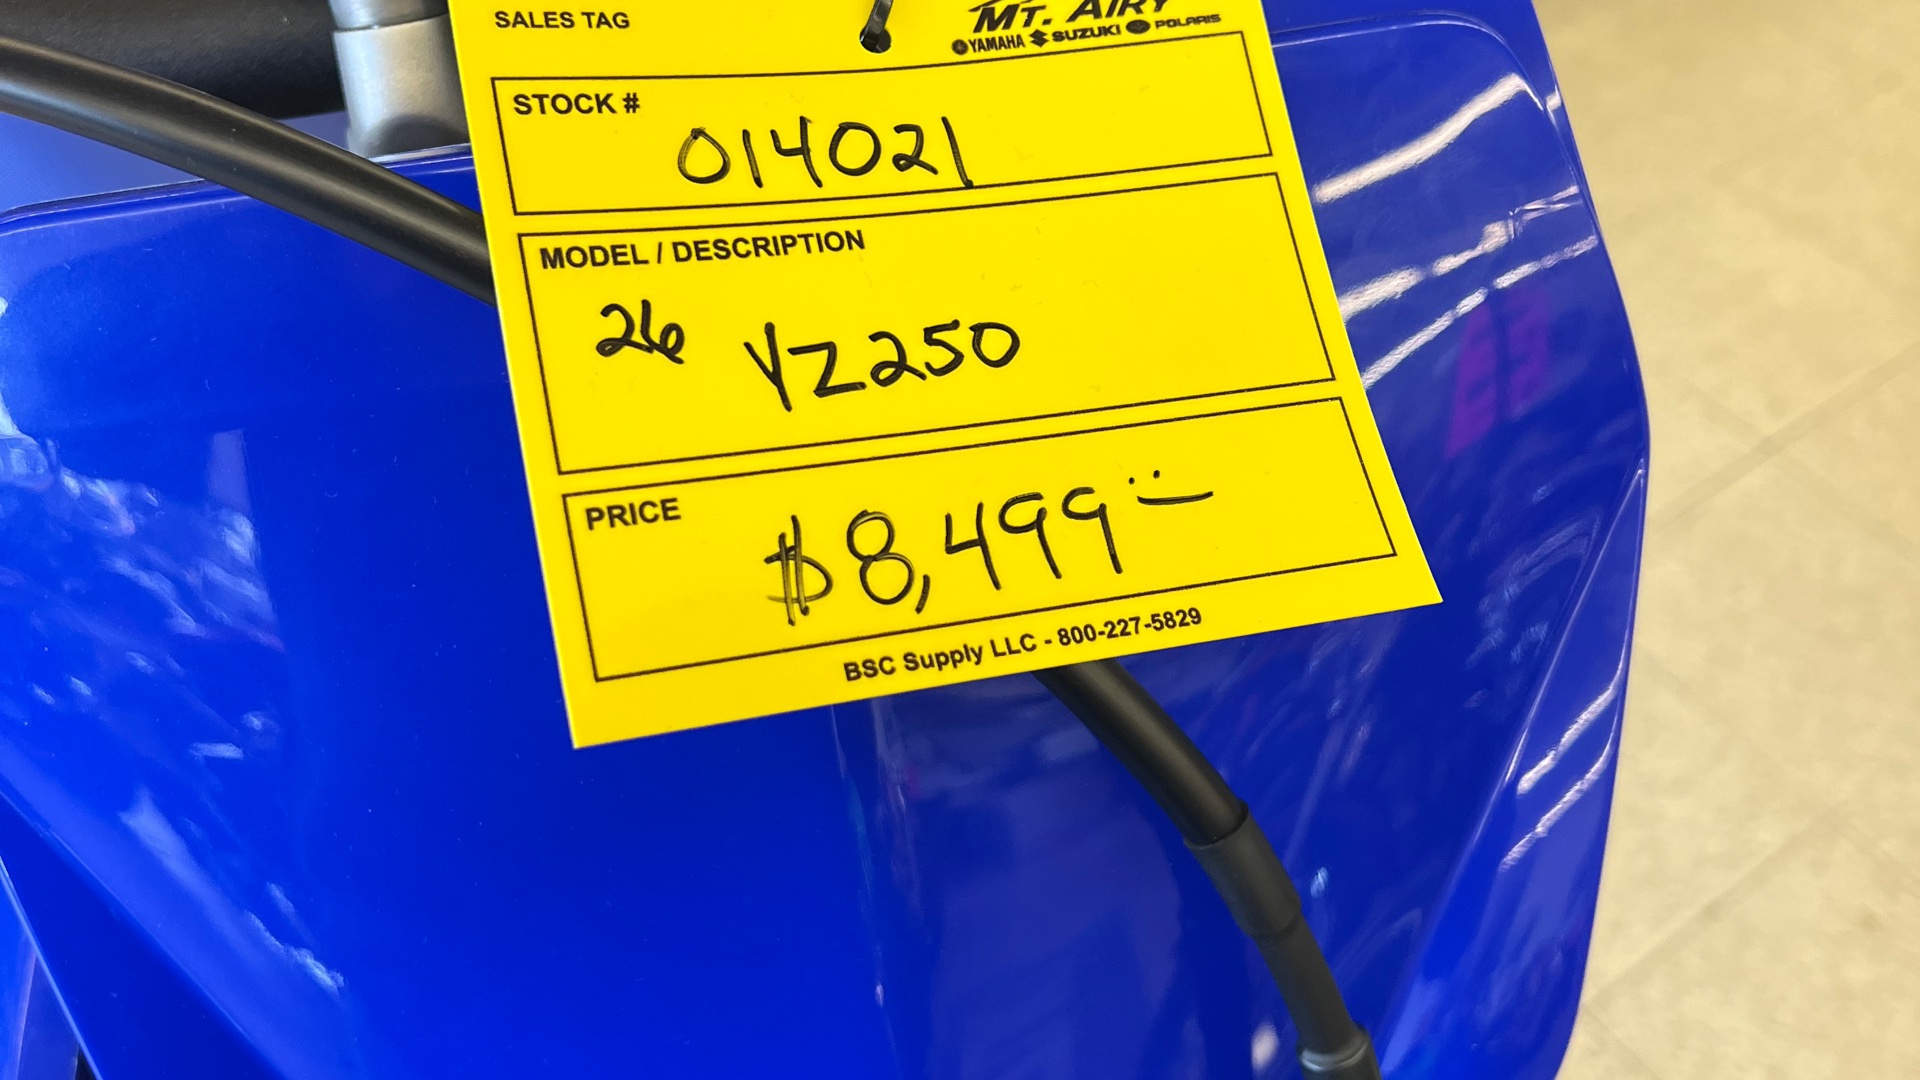 SALES TAG
MT. AIRY
YAMAHA SUZUKI POLARIS
STOCK #
014021
MODEL / DESCRIPTION
26 YZ250
PRICE
$8,499
BSC Supply LLC - 800-227-5829